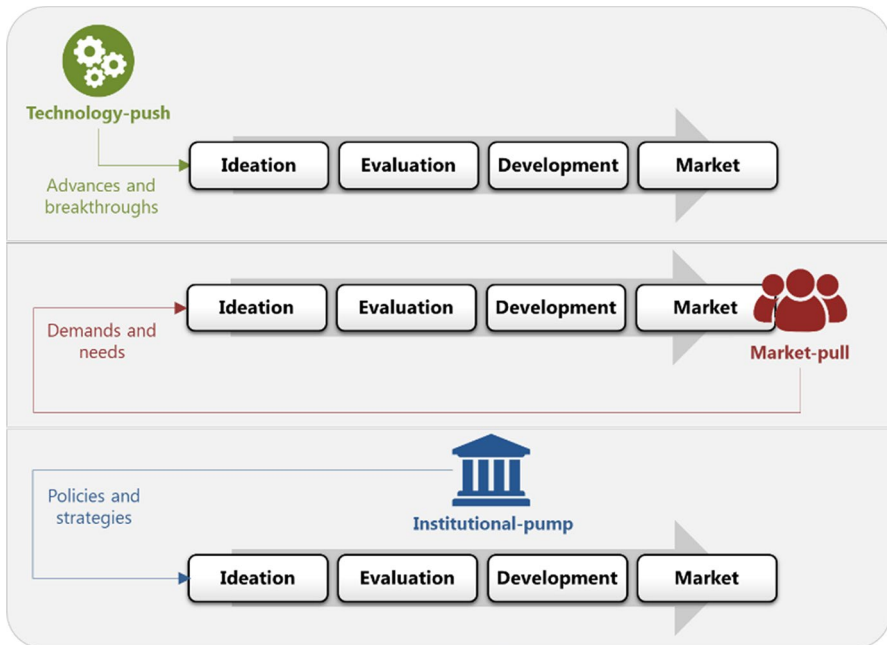 Technology-push
Ideation
Evaluation
Development
Market
Advances and
breakthroughs
Ideation
Evaluation
Development
Market
Demands and
needs
Market-pull
Policies and
strategies
Institutional-pump
Ideation
Evaluation
Development
Market